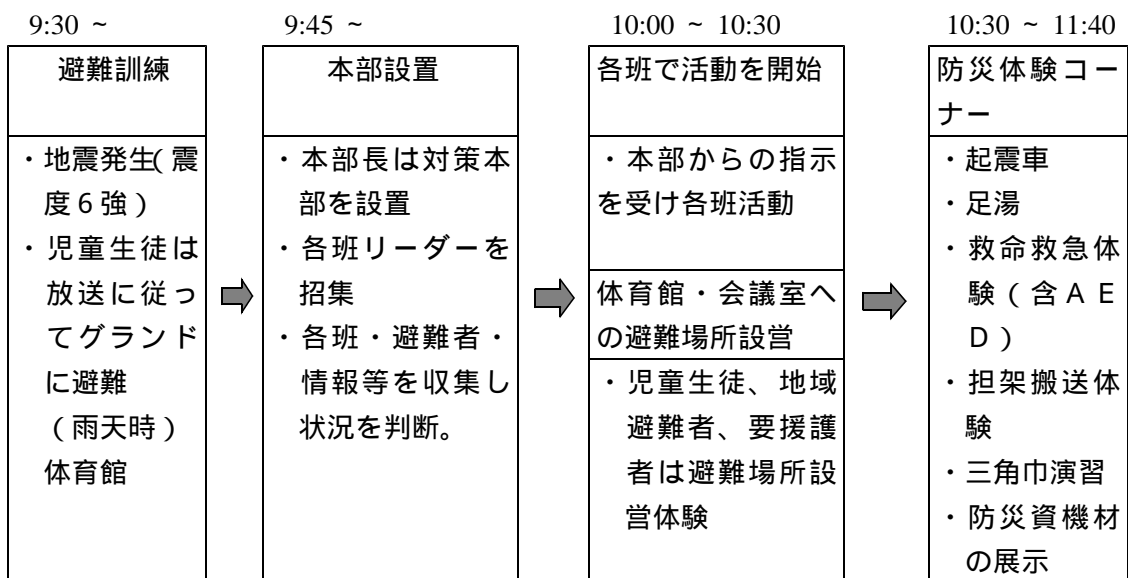 9:30 ~
避難訓練
・地震発生(震
度６強）
・児童生徒は
放送に従っ
てグランド
に避難
（雨天時）
体育館
9:45 ~
本部設置
・本部長は対策本
部を設置
・各班リーダーを
招集
・各班・避難者・
情報等を収集し
状況を判断。
10:00 ~ 10:30
各班で活動を開始
・本部からの指示
を受け各班活動
体育館・会議室へ
の避難場所設営
・児童生徒、地域
避難者、要援護
者は避難場所設
営体験
10:30 ~ 11:40
防災体験コー
ナー
・起震車
・足湯
・救命救急体
験（含ＡＥ
Ｄ）
・担架搬送体
験
・三角巾演習
・防災資機材
の展示